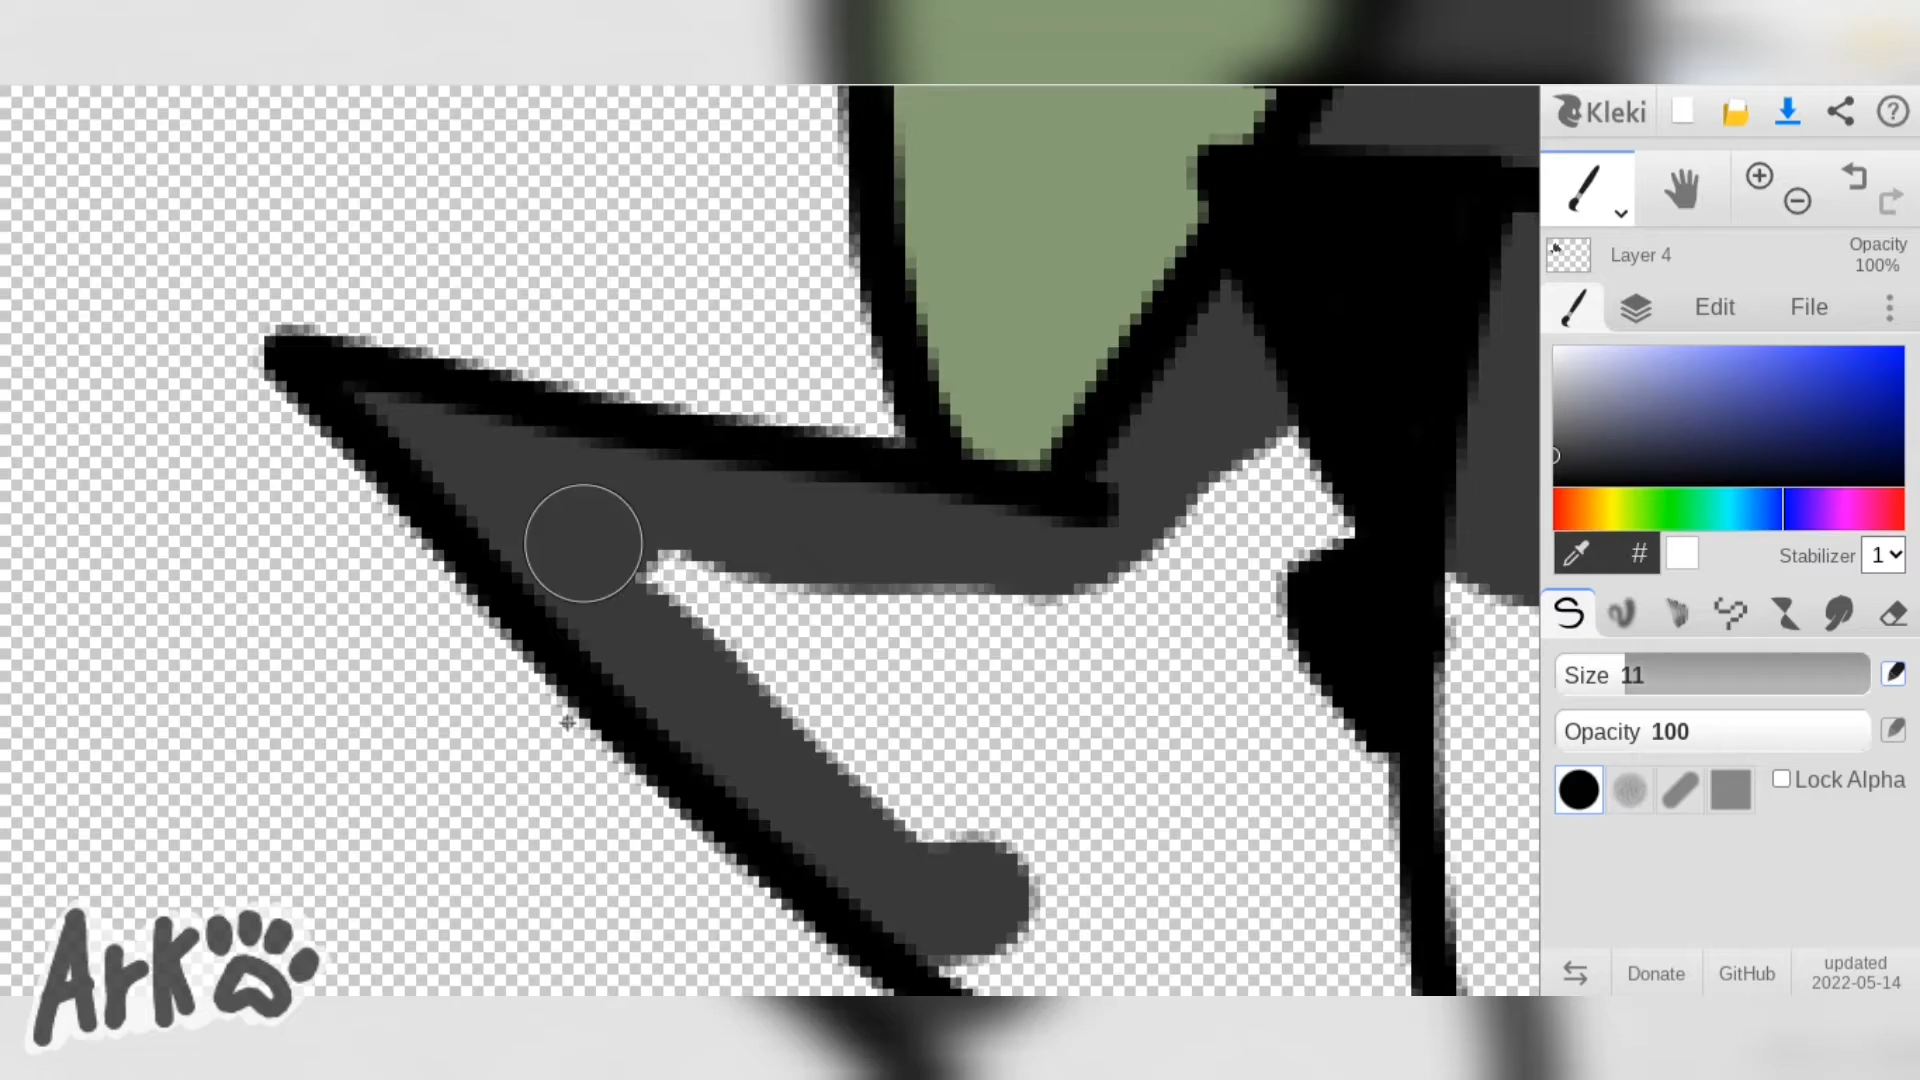 Kleki
Layer 4
Opacity
100%
Edit
File
#
Stabilizer 1
Size 11
Opacity 100
Lock Alpha
Donate
GitHub
updated
2022-05-14
Ark